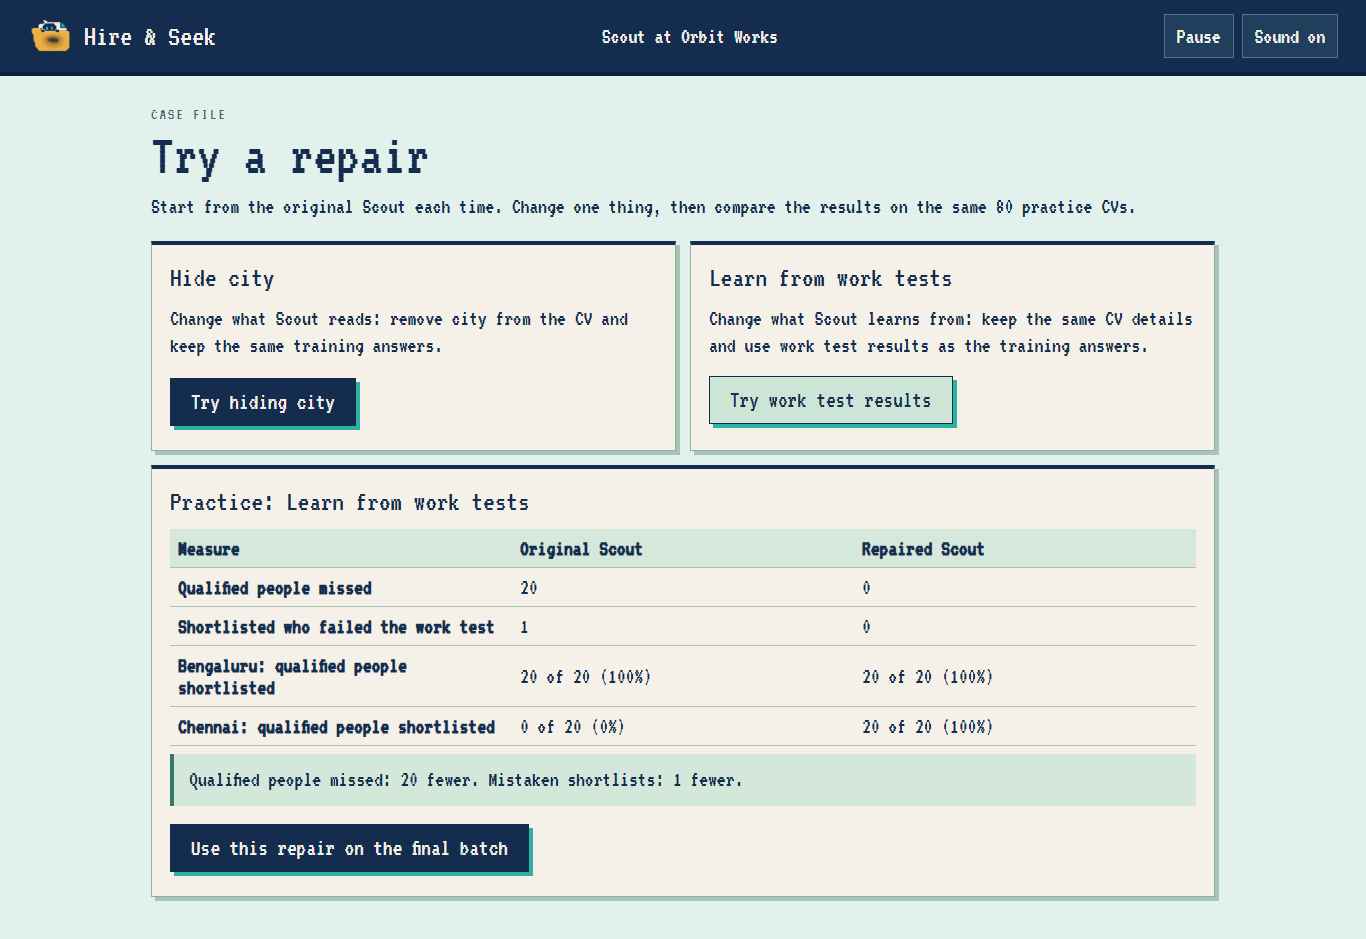 Hire & Seek
Scout at Orbit Works
Pause
Sound on
CASE FILE
Try a repair
Start from the original Scout each time. Change one thing, then compare the results on the same 80 practice CVs.
Hide city
Change what Scout reads: remove city from the CV and
keep the same training answers.
Try hiding city
Learn from work tests
Change what Scout learns from: keep the same CV details
and use work test results as the training answers.
Try work test results
Practice: Learn from work tests
Measure Original Scout Repaired Scout
Qualified people missed 20 0
Shortlisted who failed the work test 1 0
Bengaluru: qualified people
shortlisted 20 of 20 (100%) 20 of 20 (100%)
Chennai: qualified people shortlisted 0 of 20 (0%) 20 of 20 (100%)
Qualified people missed: 20 fewer. Mistaken shortlists: 1 fewer.
Use this repair on the final batch